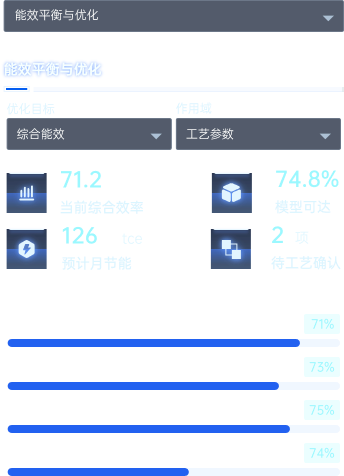 能效平衡与优化
能效平衡与优化
优化目标 作用域
综合能效 工艺参数
71.2 74.8%
当前综合效率 模型可达
126 tce 2 项
预计月节能 待工艺确认
71%
73%
75%
74%